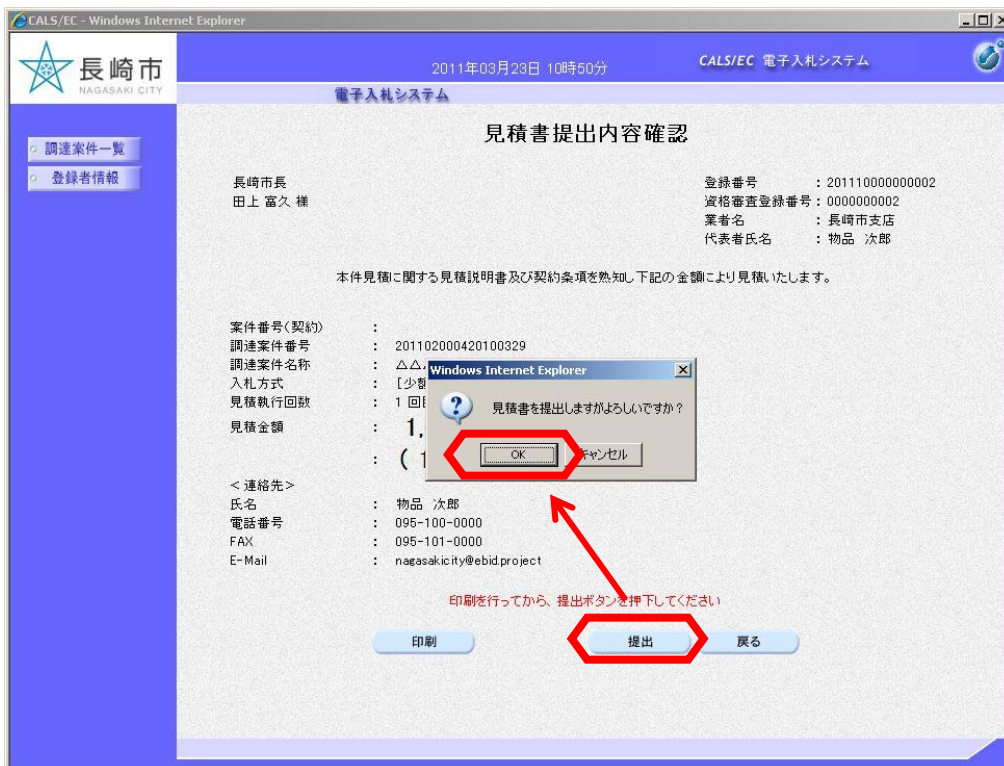 CALS/EC - Windows Internet Explorer
長崎市
NAGASAKI CITY
2011年03月23日 10時50分
CALS/EC 電子入札システム
電子入札システム
調達案件一覧
登録者情報
見積書提出内容確認
長崎市長
田上 富久 様
登録番号 : 201110000000002
資格審査登録番号 : 0000000002
業者名 : 長崎市支店
代表者氏名 : 物品 次郎
本件見積に関する見積説明書及び契約条項を熟知し下記の金額により見積いたします。
案件番号(契約) :
調達案件番号 : 201102000420100329
調達案件名称 : △△
入札方式 : [少額
見積執行回数 : 1 回
見積金額 : 1,
: ( 1
Windows Internet Explorer
見積書を提出しますがよろしいですか?
OK
キャンセル
<連絡先>
氏名 : 物品 次郎
電話番号 : 095-100-0000
FAX : 095-101-0000
E-Mail : nagasakicity@ebid.project
印刷を行ってから、提出ボタンを押下してください
印刷
提出
戻る